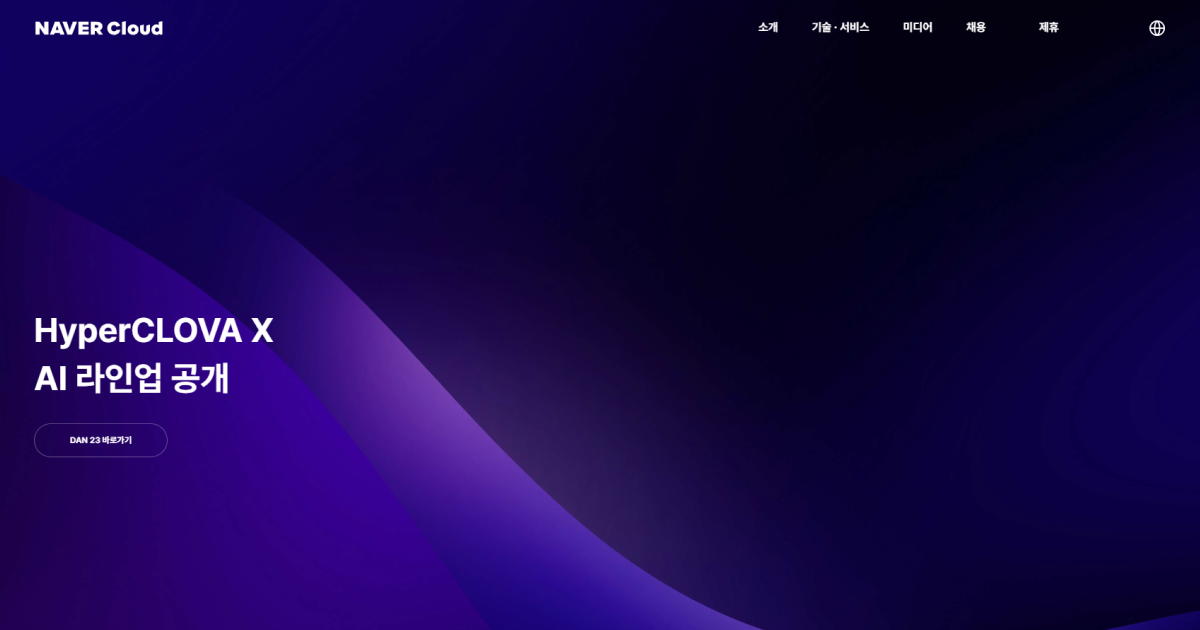 NAVER Cloud
소개 기술 · 서비스 미디어 채용 제휴
HyperCLOVA X
AI 라인업 공개
DAN 23 바로가기